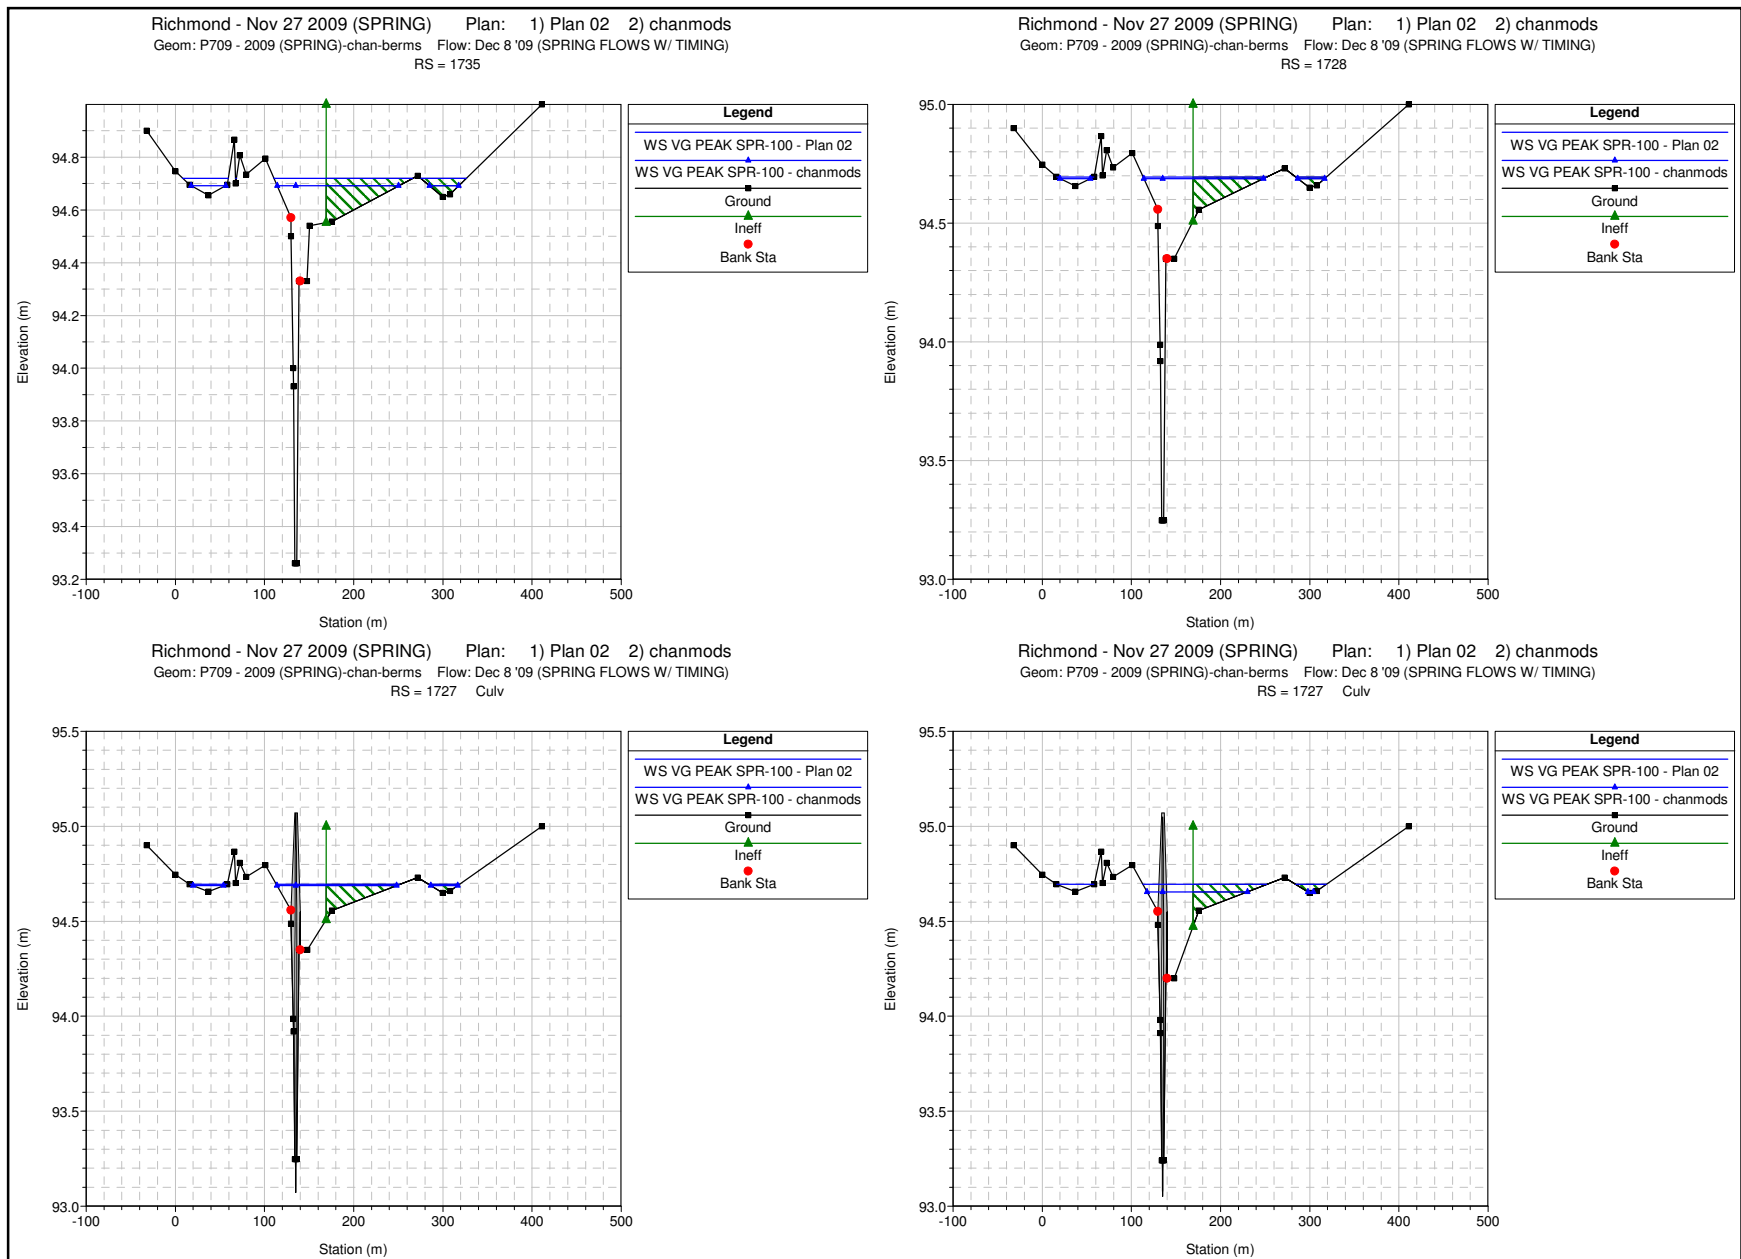 Richmond - Nov 27 2009 (SPRING) Plan: 1) Plan 02 2) chanmods
Geom: P709 - 2009 (SPRING)-chan-berms Flow: Dec 8 '09 (SPRING FLOWS W/ TIMING)
RS = 1735
94.8
94.6
94.4
94.2
94.0
93.8
93.6
93.4
93.2
-100 0 100 200 300 400 500
Elevation (m)
Station (m)
Legend
WS VG PEAK SPR-100 - Plan 02
WS VG PEAK SPR-100 - chanmods
Ground
Ineff
Bank Sta
Richmond - Nov 27 2009 (SPRING) Plan: 1) Plan 02 2) chanmods
Geom: P709 - 2009 (SPRING)-chan-berms Flow: Dec 8 '09 (SPRING FLOWS W/ TIMING)
RS = 1728
95.0
94.5
94.0
93.5
93.0
-100 0 100 200 300 400 500
Elevation (m)
Station (m)
Legend
WS VG PEAK SPR-100 - Plan 02
WS VG PEAK SPR-100 - chanmods
Ground
Ineff
Bank Sta
Richmond - Nov 27 2009 (SPRING) Plan: 1) Plan 02 2) chanmods
Geom: P709 - 2009 (SPRING)-chan-berms Flow: Dec 8 '09 (SPRING FLOWS W/ TIMING)
RS = 1727 Culv
95.5
95.0
94.5
94.0
93.5
93.0
-100 0 100 200 300 400 500
Elevation (m)
Station (m)
Legend
WS VG PEAK SPR-100 - Plan 02
WS VG PEAK SPR-100 - chanmods
Ground
Ineff
Bank Sta
Richmond - Nov 27 2009 (SPRING) Plan: 1) Plan 02 2) chanmods
Geom: P709 - 2009 (SPRING)-chan-berms Flow: Dec 8 '09 (SPRING FLOWS W/ TIMING)
RS = 1727 Culv
95.5
95.0
94.5
94.0
93.5
93.0
-100 0 100 200 300 400 500
Elevation (m)
Station (m)
Legend
WS VG PEAK SPR-100 - Plan 02
WS VG PEAK SPR-100 - chanmods
Ground
Ineff
Bank Sta